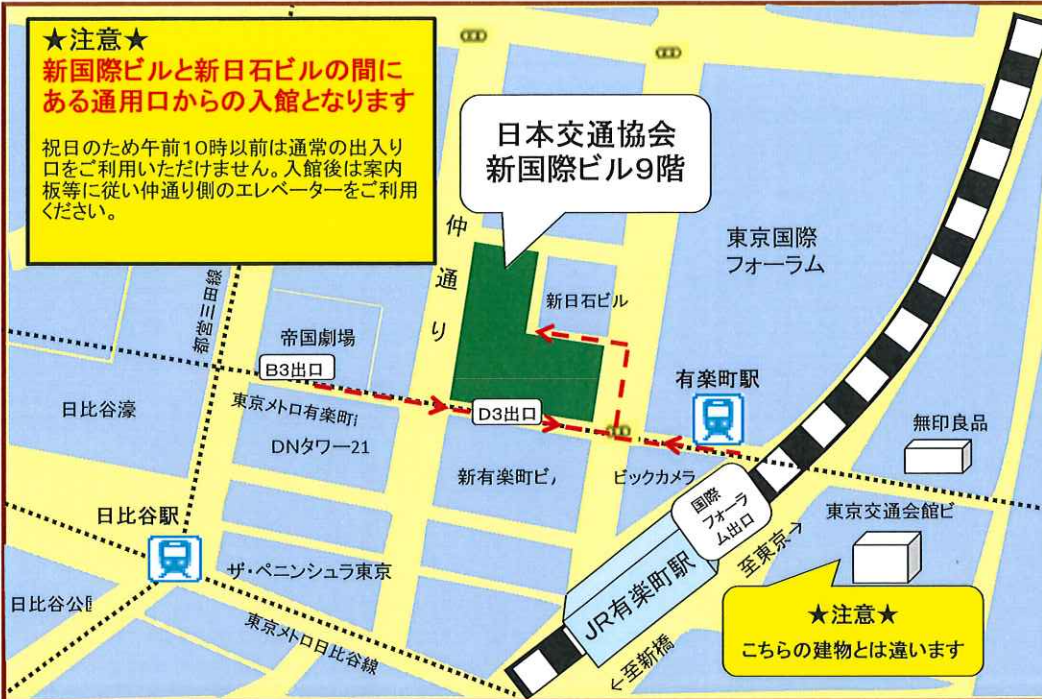 ★注意★
新国際ビルと新日石ビルの間に
ある通用口からの入館となります
祝日のため午前10時以前は通常の出入り
口をご利用いただけません。入館後は案内
板等に従い仲通り側のエレベーターをご利用
ください。
日本交通協会
新国際ビル9階
東京国際
フォーラム
仲通り
新日石ビル
都営三田線
帝国劇場
B3出口
有楽町駅
日比谷濠
東京メトロ有楽町
D3出口
無印良品
DNタワー21
新有楽町ビ
ビックカメラ
国際
フォーラ
ム出口
東京交通会館ビ
日比谷駅
至東京→
ザ・ペニンシュラ東京
JR有楽町駅
日比谷公
東京メトロ日比谷線
←至新橋
★注意★
こちらの建物とは違います